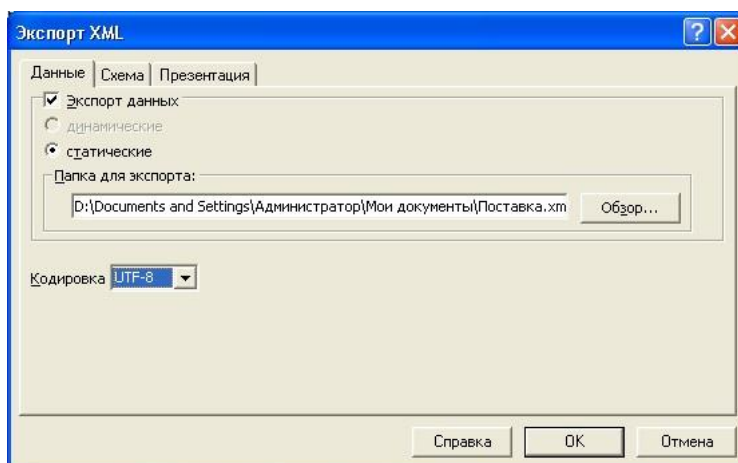 Экспорт XML
Данные Схема Презентация
Экспорт данных
динамические
статические
Папка для экспорта:
D:\Documents and Settings\Администратор\Мои документы\Поставка.xm Обзор...
Кодировка UTF-8
Справка OK Отмена